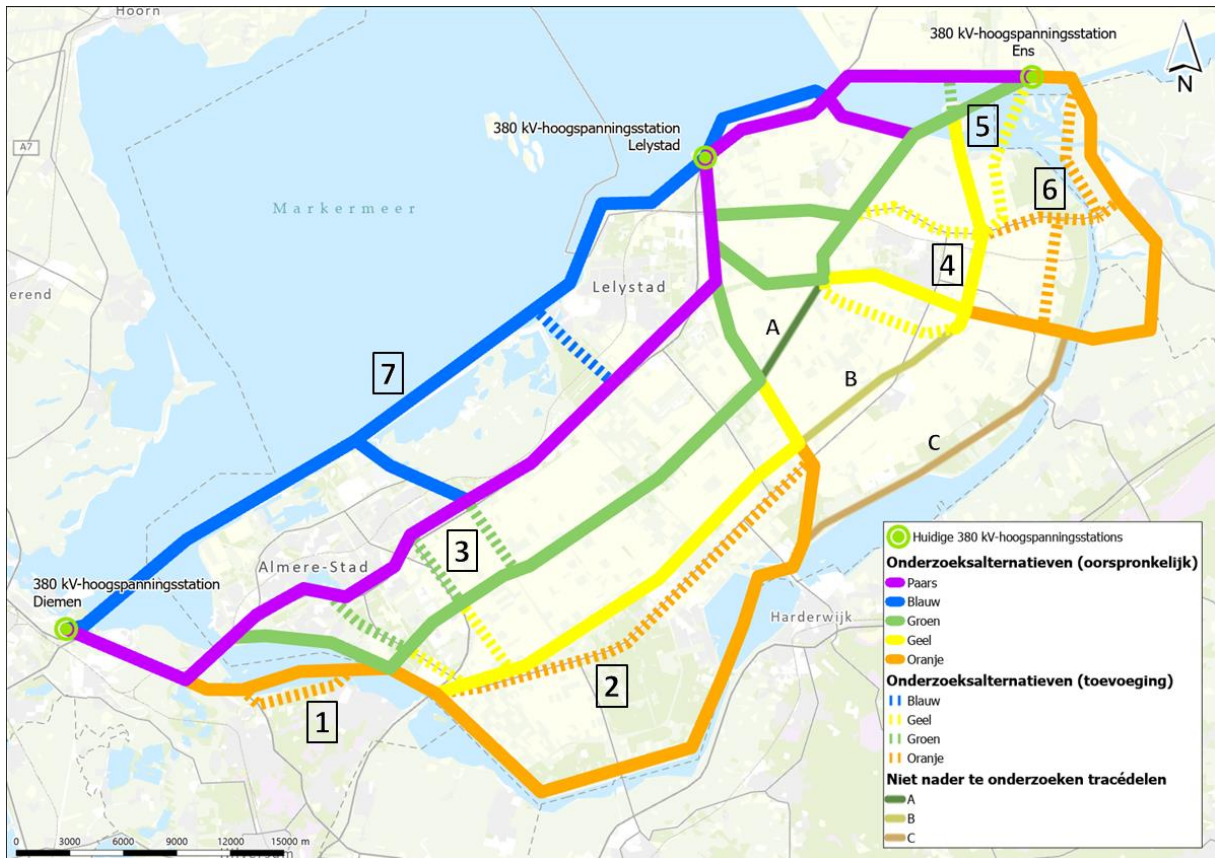 Hoorn
380 kV-hoogspanningsstation
Ens
N
A7
380 kV-hoogspanningsstation
Lelystad
5
6
Markermeer
4
erend
Lelystad
A
7
B
C
3
Almere-Stad
380 kV-hoogspanningsstation
Diemen
Harderwijk
2
1
Huidige 380 kV-hoogspanningsstations
Onderzoeksalternatieven (oorspronkelijk)
Paars
Blauw
Groen
Geel
Oranje
Onderzoeksalternatieven (toevoeging)
Blauw
Geel
Groen
Oranje
Niet nader te onderzoeken tracédelen
A
B
C
0 3000 6000 9000 12000 15000 m